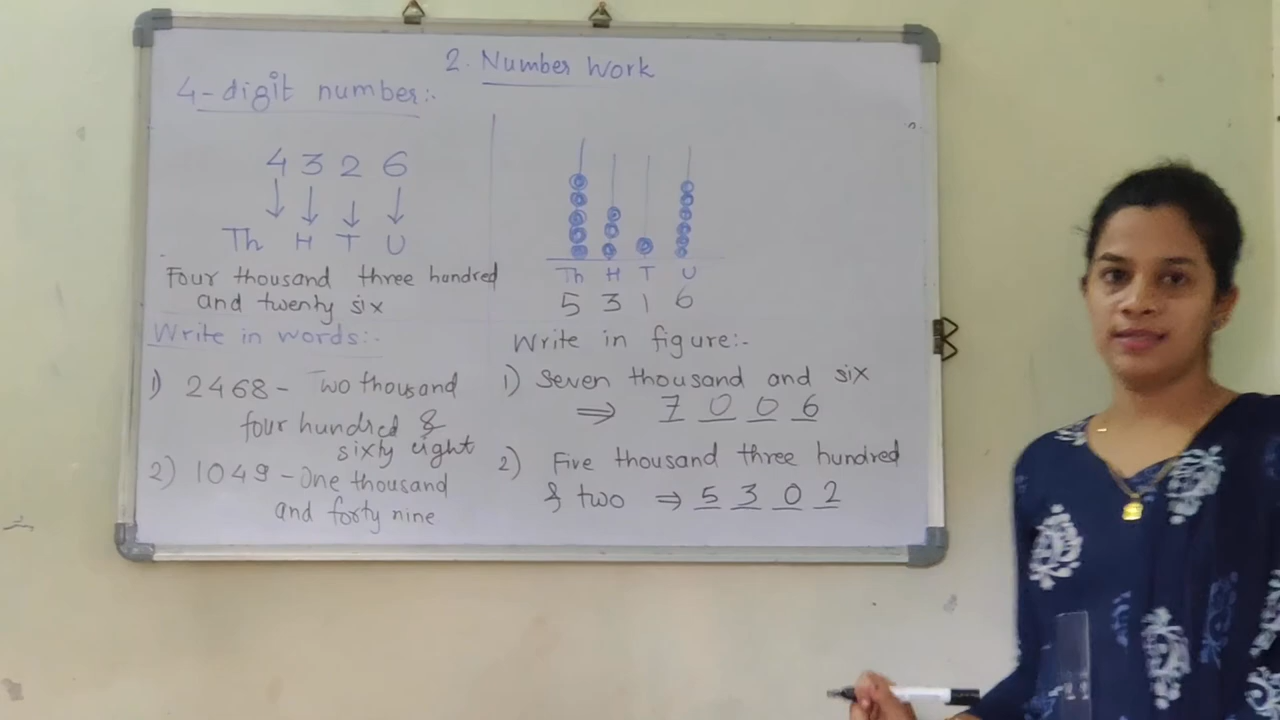 2. Number Work
4-digit number:-
4 3 2 6
Th H T U
Four thousand three hundred
and twenty six
Th H T U
5 3 1 6
Write in words:-
1) 2468 - Two thousand
four hundred &
sixty eight
2) 1049 - One thousand
and forty nine
Write in figure:-
1) Seven thousand and six
⇒ 7 0 0 6
2) Five thousand three hundred
& two ⇒ 5 3 0 2